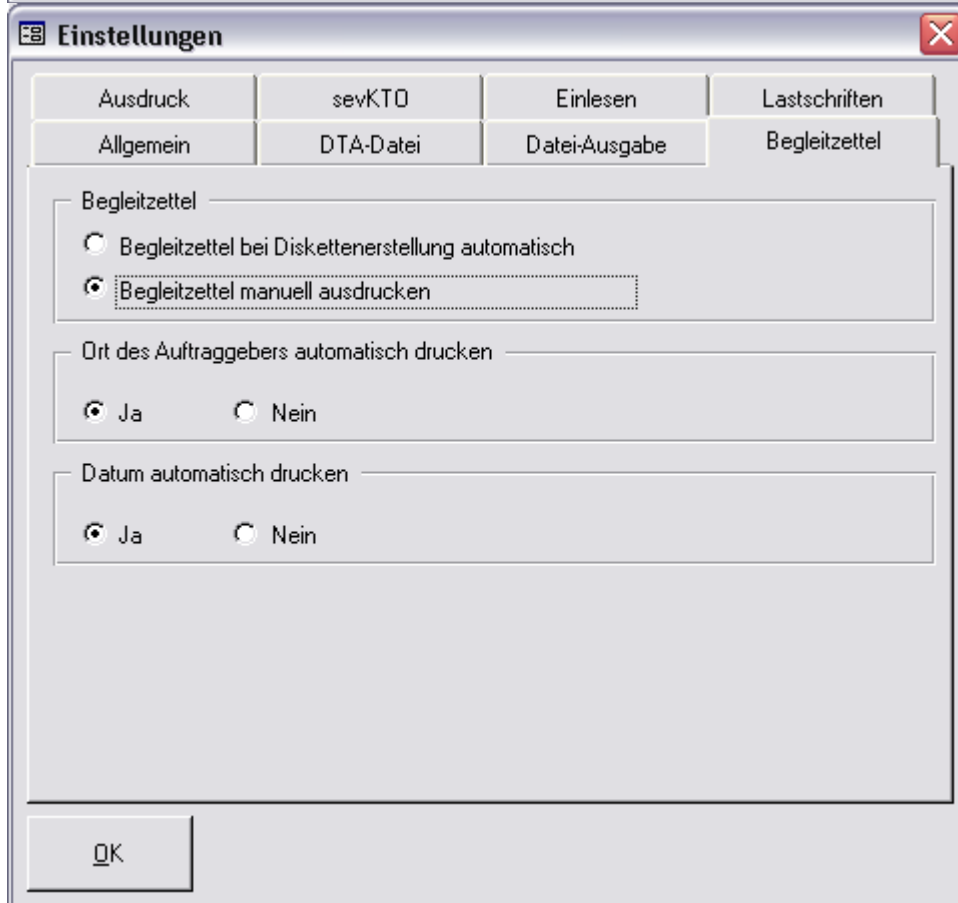 Einstellungen
Ausdruck sevKTO Einlesen Lastschriften
Allgemein DTA-Datei Datei-Ausgabe Begleitzettel
Begleitzettel
Begleitzettel bei Diskettenerstellung automatisch
Begleitzettel manuell ausdrucken
Ort des Auftraggebers automatisch drucken
Ja Nein
Datum automatisch drucken
Ja Nein
OK